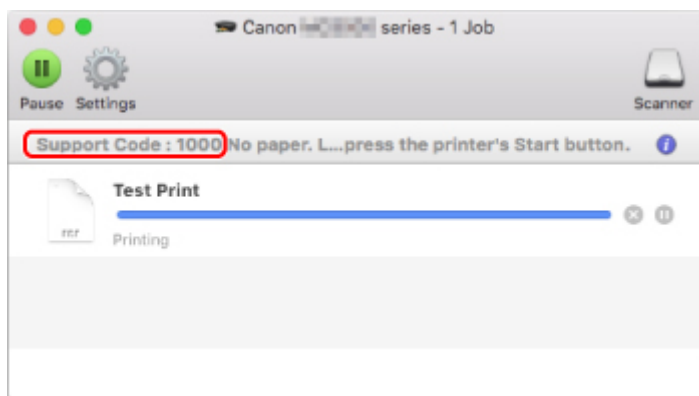 Canon series - 1 Job
Pause Settings
Scanner
Support Code : 1000 No paper. L...press the printer's Start button.
Test Print
Printing